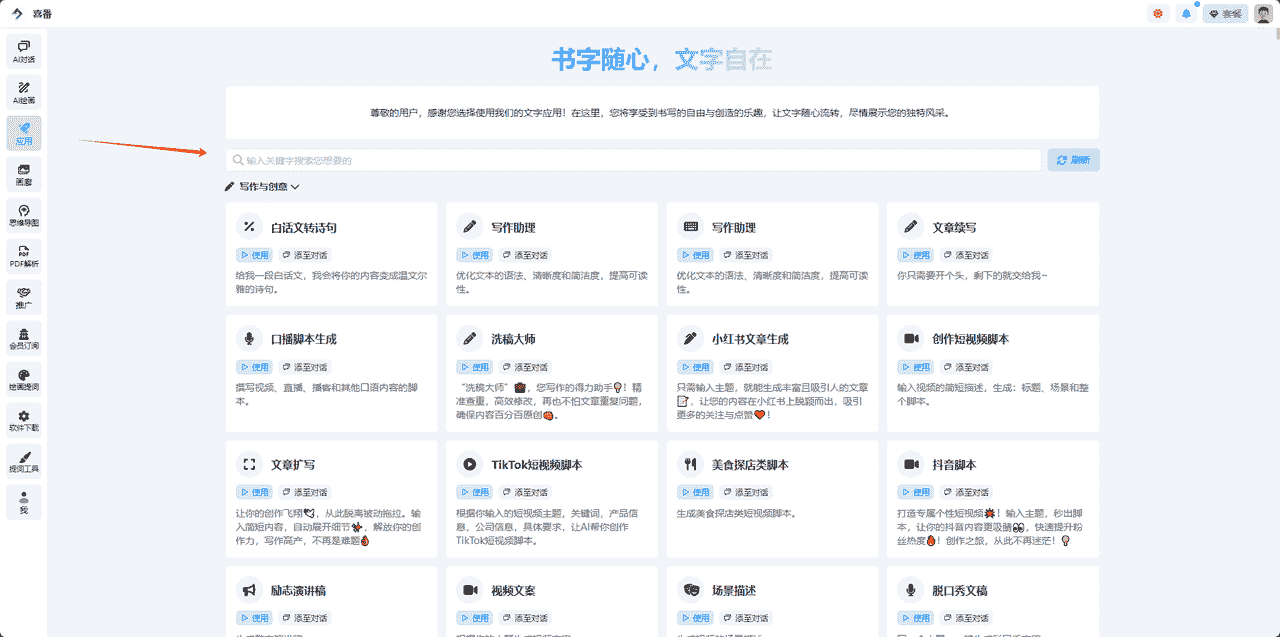 喜番
套餐
AI对话
AI绘画
应用
画廊
思维导图
PDF解析
推广
会员订阅
绘画提词
软件下载
提词工具
我
书字随心，文字自在
尊敬的用户，感谢您选择使用我们的文字应用！在这里，您将享受到书写的自由与创造的乐趣，让文字随心流转，尽情展示您的独特风采。
输入关键字搜索您想要的
刷新
写作与创意
白话文转诗句
使用 添至对话
给我一段白话文，我会将你的内容变成温文尔
雅的诗句。
写作助理
使用 添至对话
优化文本的语法、清晰度和简洁度，提高可读
性。
写作助理
使用 添至对话
优化文本的语法、清晰度和简洁度，提高可读
性。
文章续写
使用 添至对话
你只需要开个头，剩下的就交给我~
口播脚本生成
使用 添至对话
撰写视频、直播、播客和其他口语内容的脚
本。
洗稿大师
使用 添至对话
“洗稿大师”，您写作的得力助手！精
准查重，高效修改，再也不怕文章重复问题，
确保内容百分百原创。
小红书文章生成
使用 添至对话
只需输入主题，就能生成丰富且吸引人的文章
，让您的内容在小红书上脱颖而出，吸引
更多的关注与点赞！
创作短视频脚本
使用 添至对话
输入视频的简短描述，生成：标题、场景和整
个脚本。
文章扩写
使用 添至对话
让你的创作飞翔，从此脱离被动拖拉。输
入简短内容，自动展开细节，解放你的创
作力，写作高产，不再是难题
TikTok短视频脚本
使用 添至对话
根据你输入的短视频主题，关键词，产品信
息，公司信息，具体要求，让AI帮你创作
TikTok短视频脚本。
美食探店类脚本
使用 添至对话
生成美食探店类短视频脚本。
抖音脚本
使用 添至对话
打造专属个性短视频！输入主题，秒出脚
本，让你的抖音内容更吸睛，快速提升粉
丝热度！创作之旅，从此不再迷茫！
励志演讲稿
使用 添至对话
视频文案
使用 添至对话
场景描述
使用 添至对话
脱口秀文稿
使用 添至对话